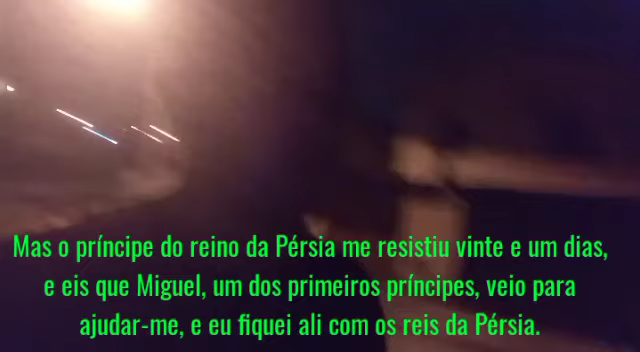 Mas o príncipe do reino da Pérsia me resistiu vinte e um dias,
e eis que Miguel, um dos primeiros príncipes, veio para
ajudar-me, e eu fiquei ali com os reis da Pérsia.